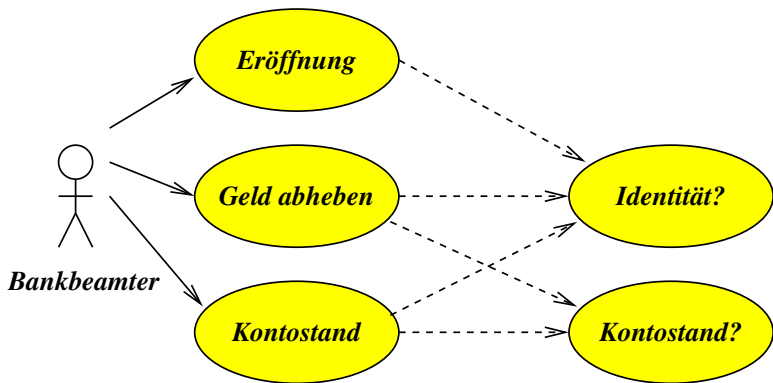 Eröffnung
Geld abheben
Identität?
Bankbeamter
Kontostand
Kontostand?